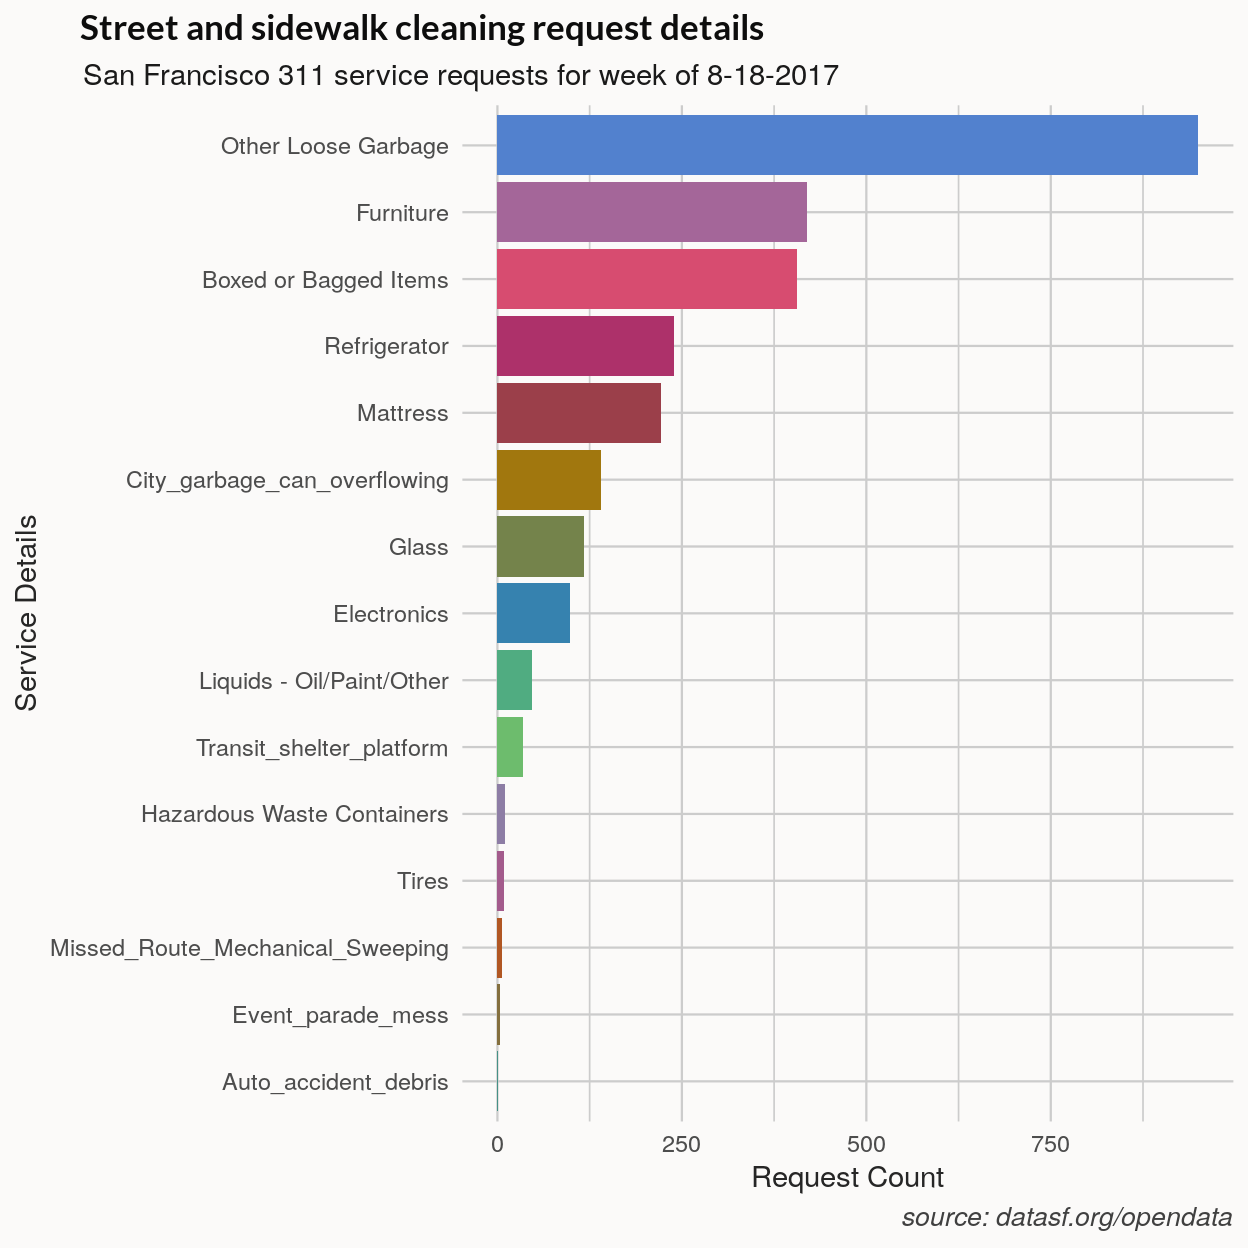 Street and sidewalk cleaning request details
San Francisco 311 service requests for week of 8-18-2017
Other Loose Garbage
Furniture
Boxed or Bagged Items
Refrigerator
Mattress
City_garbage_can_overflowing
Glass
Electronics
Liquids - Oil/Paint/Other
Transit_shelter_platform
Hazardous Waste Containers
Tires
Missed_Route_Mechanical_Sweeping
Event_parade_mess
Auto_accident_debris
Service Details
0 250 500 750
Request Count
source: datasf.org/opendata